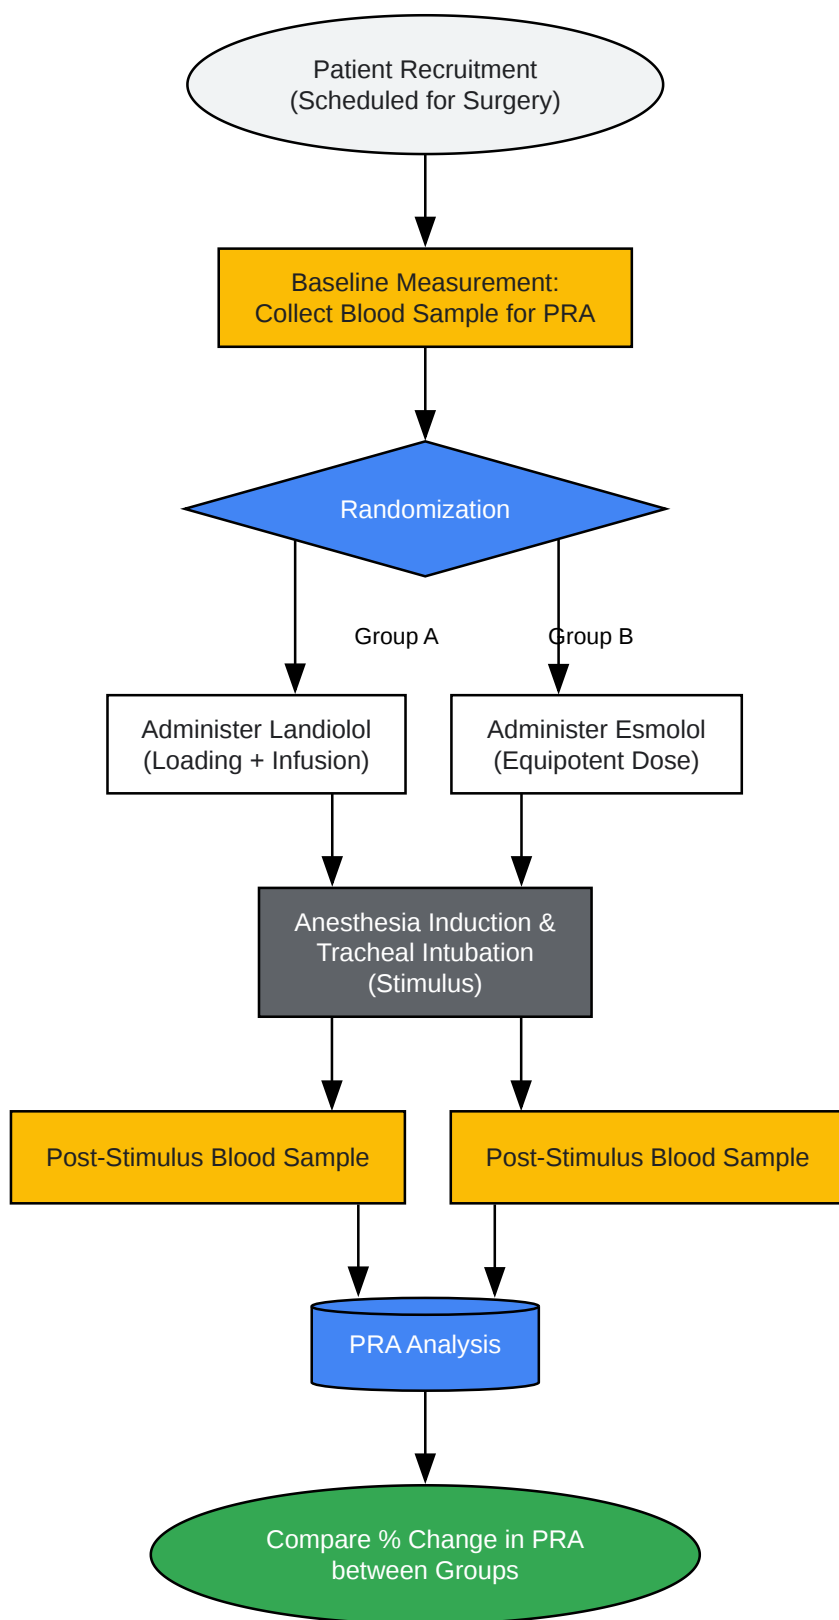 Patient Recruitment
(Scheduled for Surgery)
Baseline Measurement:
Collect Blood Sample for PRA
Randomization
Group A
Group B
Administer Landiolol
(Loading + Infusion)
Administer Esmolol
(Equipotent Dose)
Anesthesia Induction &
Tracheal Intubation
(Stimulus)
Post-Stimulus Blood Sample
Post-Stimulus Blood Sample
PRA Analysis
Compare % Change in PRA
between Groups